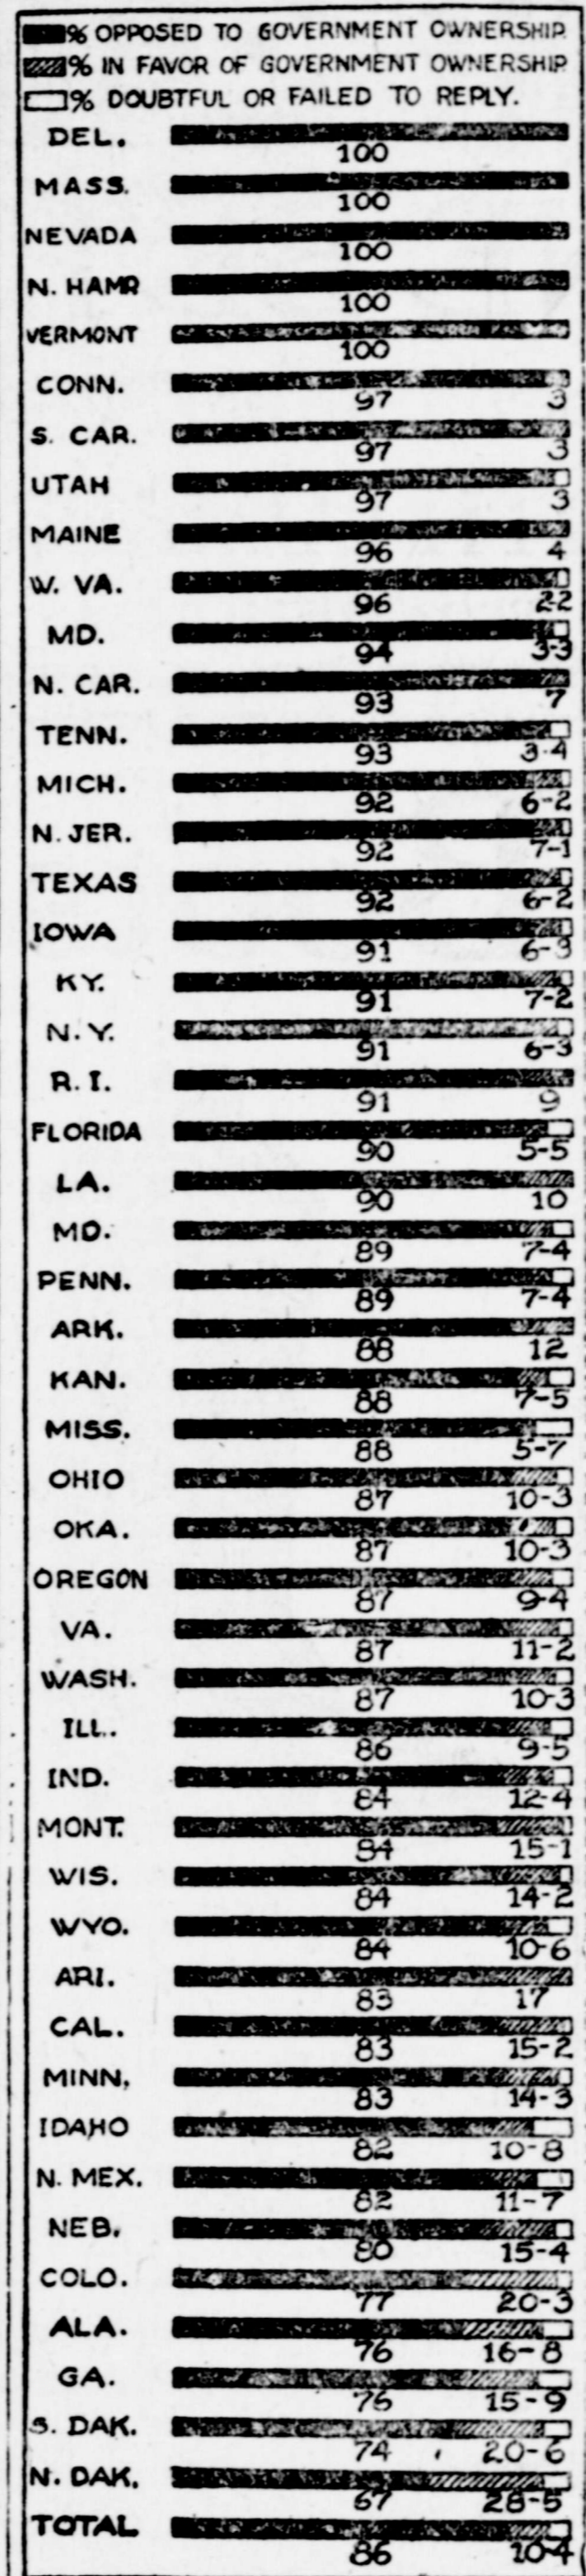 % OPPOSED TO GOVERNMENT OWNERSHIP
% IN FAVOR OF GOVERNMENT OWNERSHIP
% DOUBTFUL OR FAILED TO REPLY.
DEL.
100
MASS.
100
NEVADA
100
N. HAMP
100
VERMONT
100
CONN.
97 3
S. CAR.
97 3
UTAH
97 3
MAINE
96 4
W. VA.
96 2-2
MD.
94 3-3
N. CAR.
93 7
TENN.
93 3-4
MICH.
92 6-2
N. JER.
92 7-1
TEXAS
92 6-2
IOWA
91 6-3
KY.
91 7-2
N.Y.
91 6-3
R.I.
91 9
FLORIDA
90 5-5
LA.
90 10
MO.
89 7-4
PENN.
89 7-4
ARK.
88 12
KAN.
88 7-5
MISS.
88 5-7
OHIO
87 10-3
OKA.
87 10-3
OREGON
87 9-4
VA.
87 11-2
WASH.
87 10-3
ILL.
86 9-5
IND.
84 12-4
MONT.
84 15-1
WIS.
84 14-2
WYO.
84 10-6
ARI.
83 17
CAL.
83 15-2
MINN.
83 14-3
IDAHO
82 10-8
N. MEX.
82 11-7
NEB.
80 15-4
COLO.
77 20-3
ALA.
76 16-8
GA.
76 15-9
S. DAK.
74 20-6
N. DAK.
67 28-5
TOTAL
86 10-4